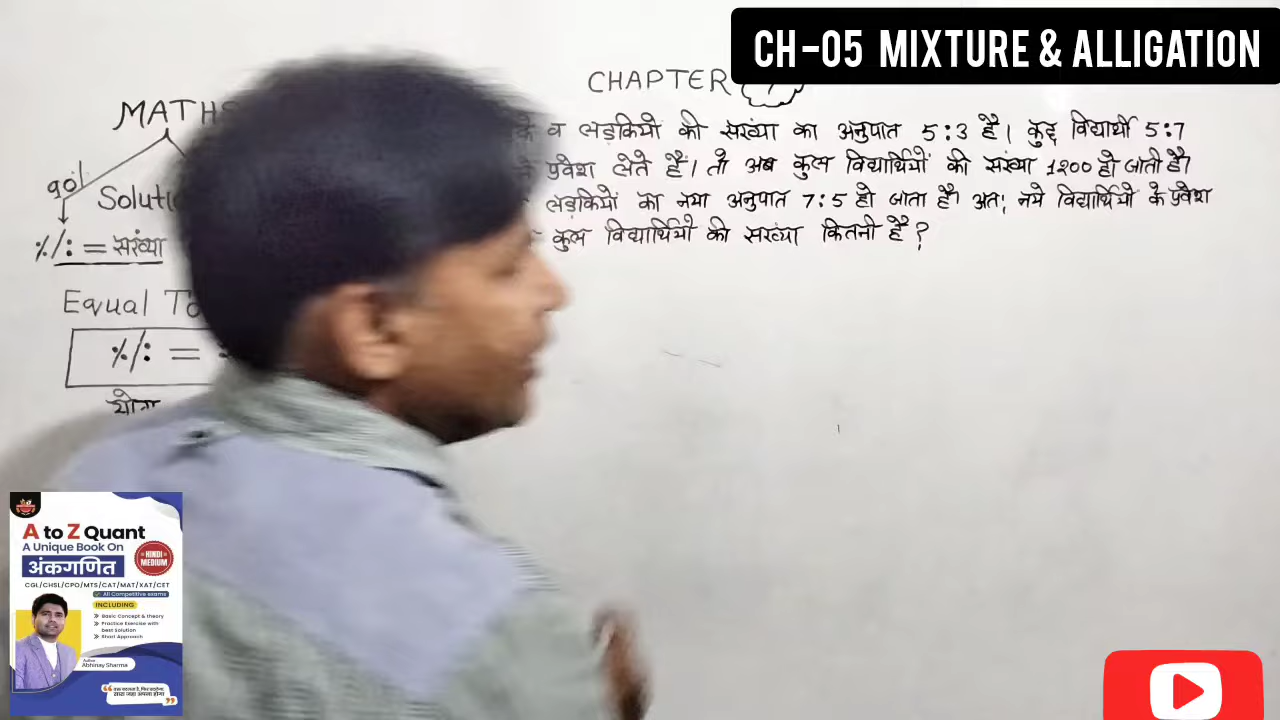 CH-05 MIXTURE & ALLIGATION
CHAPTER
MATHS
90%
Soluti
%/: = संख्या
Equal To
%/: =
व लड़कियो की संख्या का अनुपात 5:3 है। कुछ विद्यार्थी 5:7
प्रवेश लेते है। तो अब कुल विद्यार्थियों की संख्या 1200 हो जाती है।
लड़कियों का नया अनुपात 7:5 हो जाता है। अतः नये विद्यार्थियो के प्रवेश
कुल विद्यार्थियो की संख्या कितनी है?
A to Z Quant
A Unique Book On
अंकगणित
HINDI MEDIUM
CGL/CHSL/CPO/MTS/CAT/MAT/XAT/CET
All Competitive exams
INCLUDING
Basic Concept & theory
Practice Exercise with
best Solution
Short Approach
Author
Abhinay Sharma